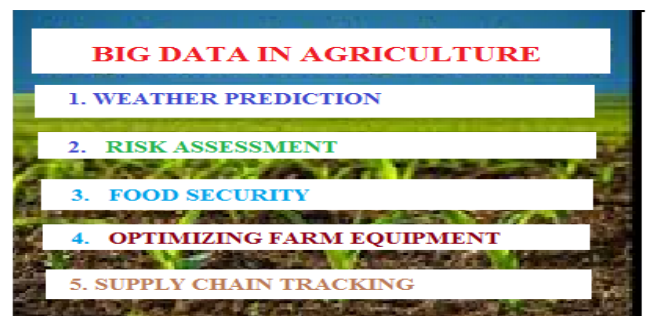 BIG DATA IN AGRICULTURE
1. WEATHER PREDICTION
2. RISK ASSESSMENT
3. FOOD SECURITY
4. OPTIMIZING FARM EQUIPMENT
5. SUPPLY CHAIN TRACKING